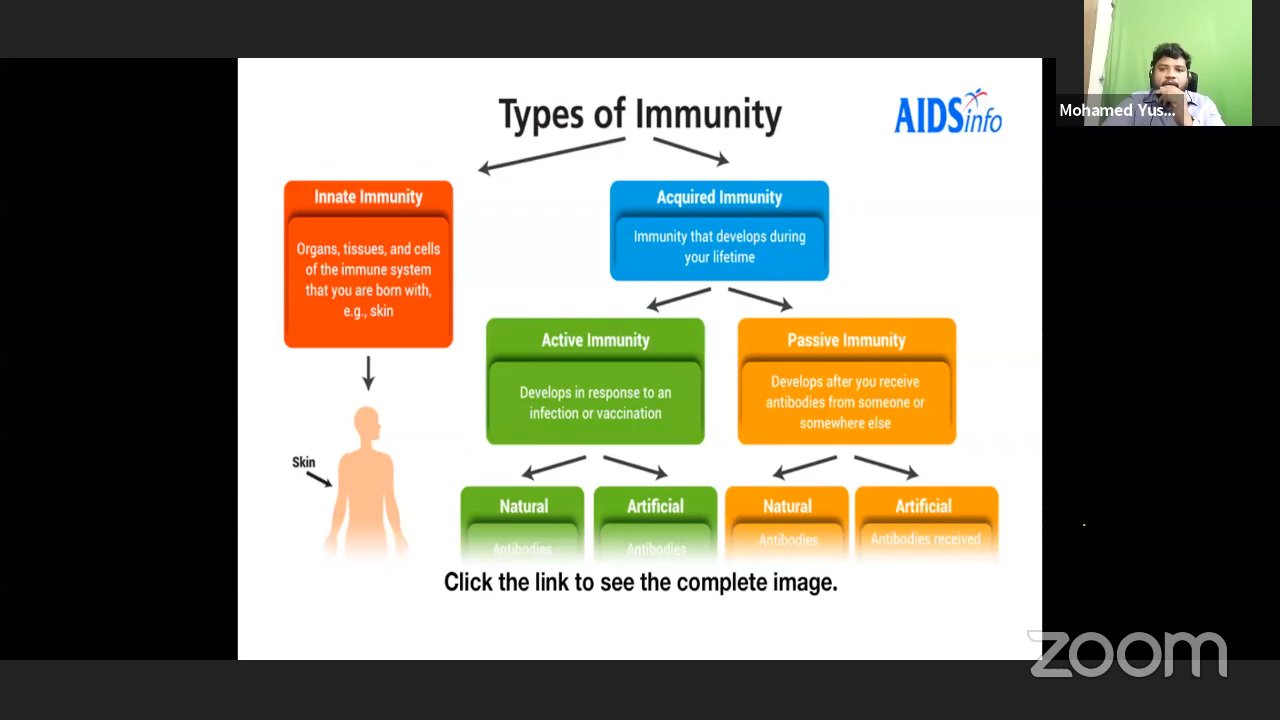 Mohamed Yus...
Types of Immunity
AIDSinfo
Innate Immunity
Organs, tissues, and cells
of the immune system
that you are born with,
e.g., skin
Acquired Immunity
Immunity that develops during
your lifetime
Active Immunity
Develops in response to an
infection or vaccination
Passive Immunity
Develops after you receive
antibodies from someone or
somewhere else
Skin
Natural
Antibodies
Artificial
Antibodies
Natural
Antibodies
Artificial
Antibodies received
Click the link to see the complete image.
zoom